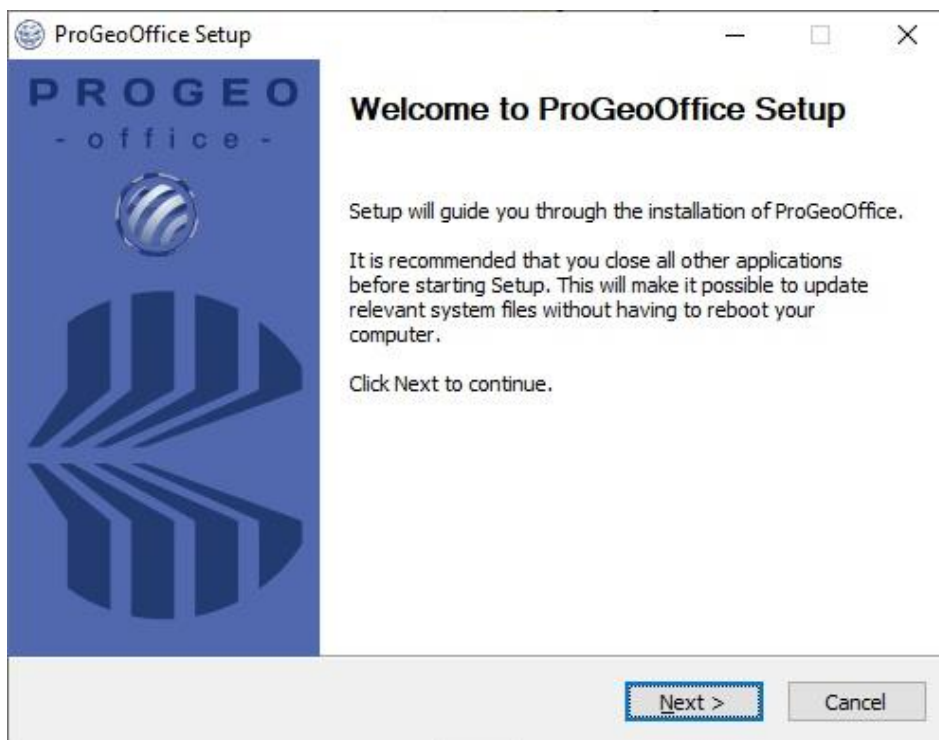 ProGeoOffice Setup
PROGEO
- office -
Welcome to ProGeoOffice Setup
Setup will guide you through the installation of ProGeoOffice.
It is recommended that you close all other applications
before starting Setup. This will make it possible to update
relevant system files without having to reboot your
computer.
Click Next to continue.
Next >
Cancel